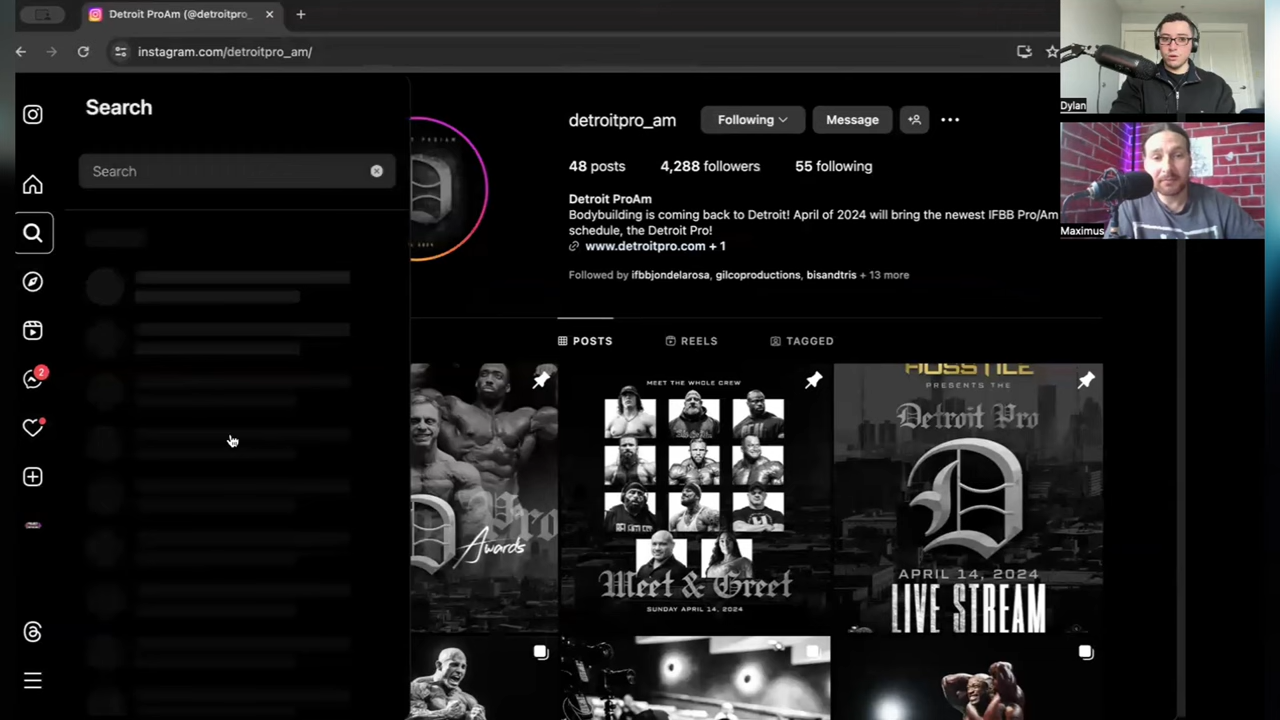 Detroit ProAm (@detroitpro_
instagram.com/detroitpro_am/
Search
Search
detroitpro_am
Following
Message
48 posts
4,288 followers
55 following
Detroit ProAm
Bodybuilding is coming back to Detroit! April of 2024 will bring the newest IFBB Pro/Am
schedule, the Detroit Pro!
www.detroitpro.com + 1
Followed by ifbbjondelarosa, gilcoproductions, bisandtris + 13 more
POSTS
REELS
TAGGED
2
Pro
Awards
MEET THE WHOLE CREW
Meet & Greet
SUNDAY APRIL 14, 2024
HOSSTILE
PRESENTS THE
Detroit Pro
D
APRIL 14, 2024
LIVE STREAM
Dylan
Maximus